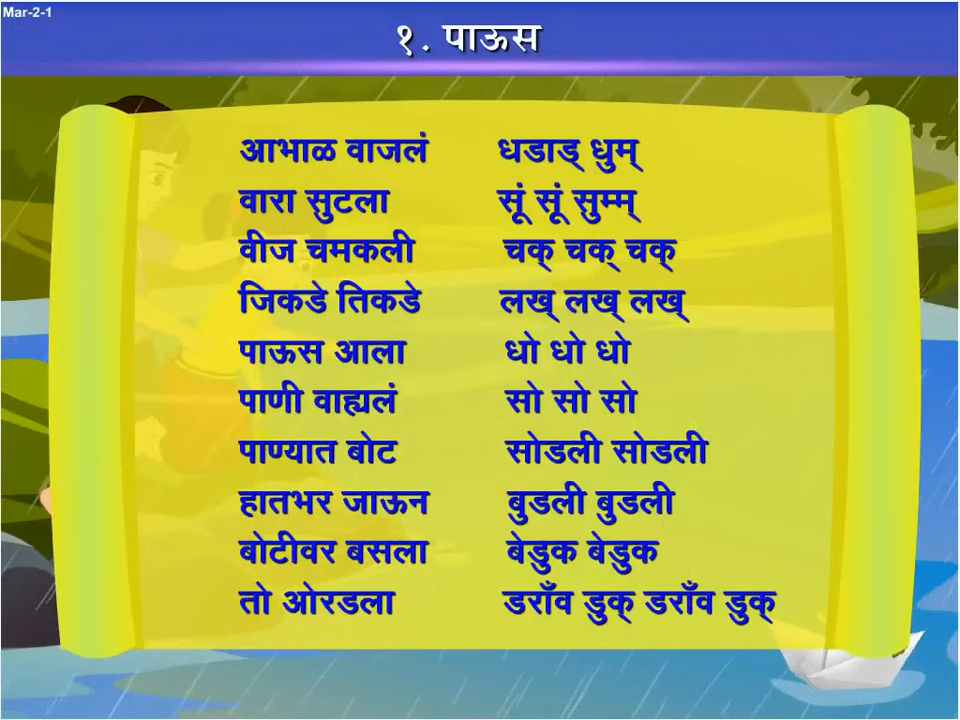 Mar-2-1
१. पाऊस
आभाळ वाजलं धडाड् धुम्
वारा सुटला सूं सूं सुम्म्
वीज चमकली चक् चक् चक्
जिकडे तिकडे लख् लख् लख्
पाऊस आला धो धो धो
पाणी वाह्यलं सो सो सो
पाण्यात बोट सोडली सोडली
हातभर जाऊन बुडली बुडली
बोटीवर बसला बेडुक बेडुक
तो ओरडला डराँव डुक् डराँव डुक्